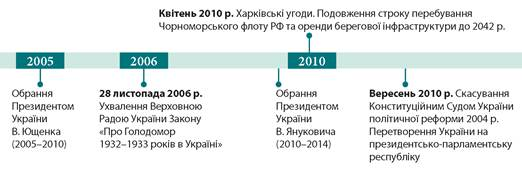 Квітень 2010 р. Харківські угоди. Подовження строку перебування
Чорноморського флоту РФ та оренди берегової інфраструктури до 2042 р.
2005
2006
2010
Обрання
Президентом
України
В. Ющенка
(2005–2010)
28 листопада 2006 р.
Ухвалення Верховною
Радою України Закону
«Про Голодомор
1932–1933 років в Україні»
Обрання
Президентом
України
В. Януковича
(2010–2014)
Вересень 2010 р. Скасування
Конституційним Судом України
політичної реформи 2004 р.
Перетворення України на
президентсько-парламентську
республіку